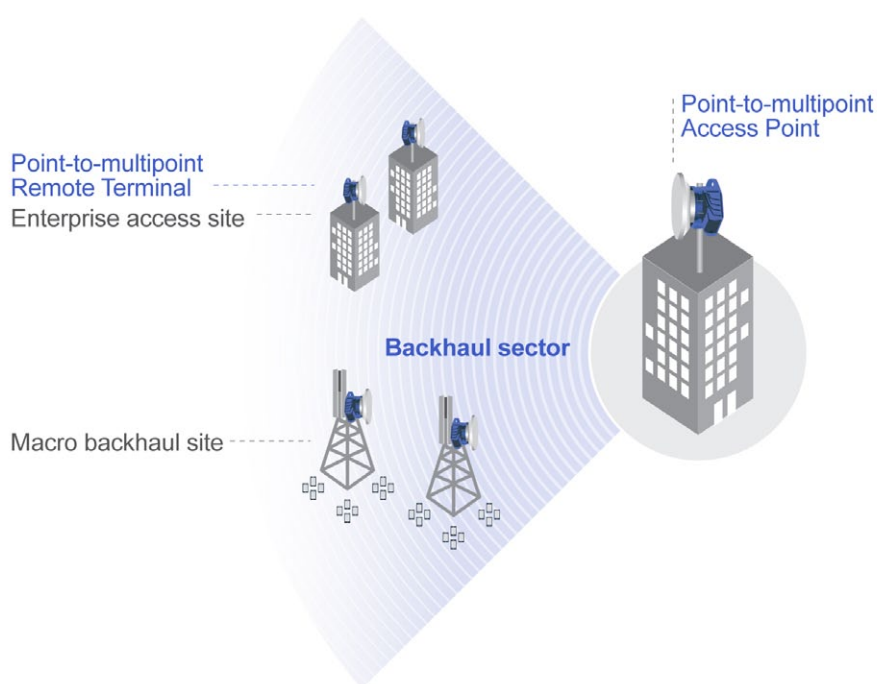 Point-to-multipoint
Access Point
Point-to-multipoint
Remote Terminal
Enterprise access site
Backhaul sector
Macro backhaul site